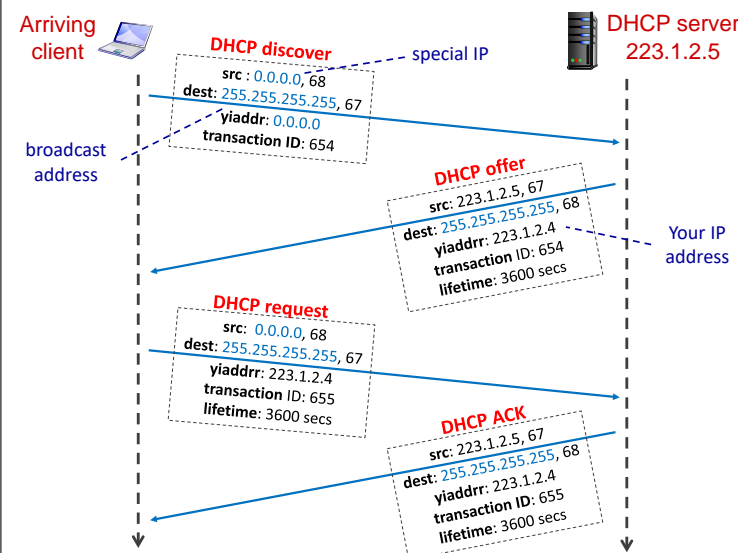 Arriving
client
DHCP server
223.1.2.5
DHCP discover
special IP
src : 0.0.0.0, 68
dest: 255.255.255.255, 67
yiaddr: 0.0.0.0
transaction ID: 654
broadcast
address
DHCP offer
src: 223.1.2.5, 67
dest: 255.255.255.255, 68
yiaddrr: 223.1.2.4
transaction ID: 654
lifetime: 3600 secs
Your IP
address
DHCP request
src: 0.0.0.0, 68
dest: 255.255.255.255, 67
yiaddrr: 223.1.2.4
transaction ID: 655
lifetime: 3600 secs
DHCP ACK
src: 223.1.2.5, 67
dest: 255.255.255.255, 68
yiaddrr: 223.1.2.4
transaction ID: 655
lifetime: 3600 secs